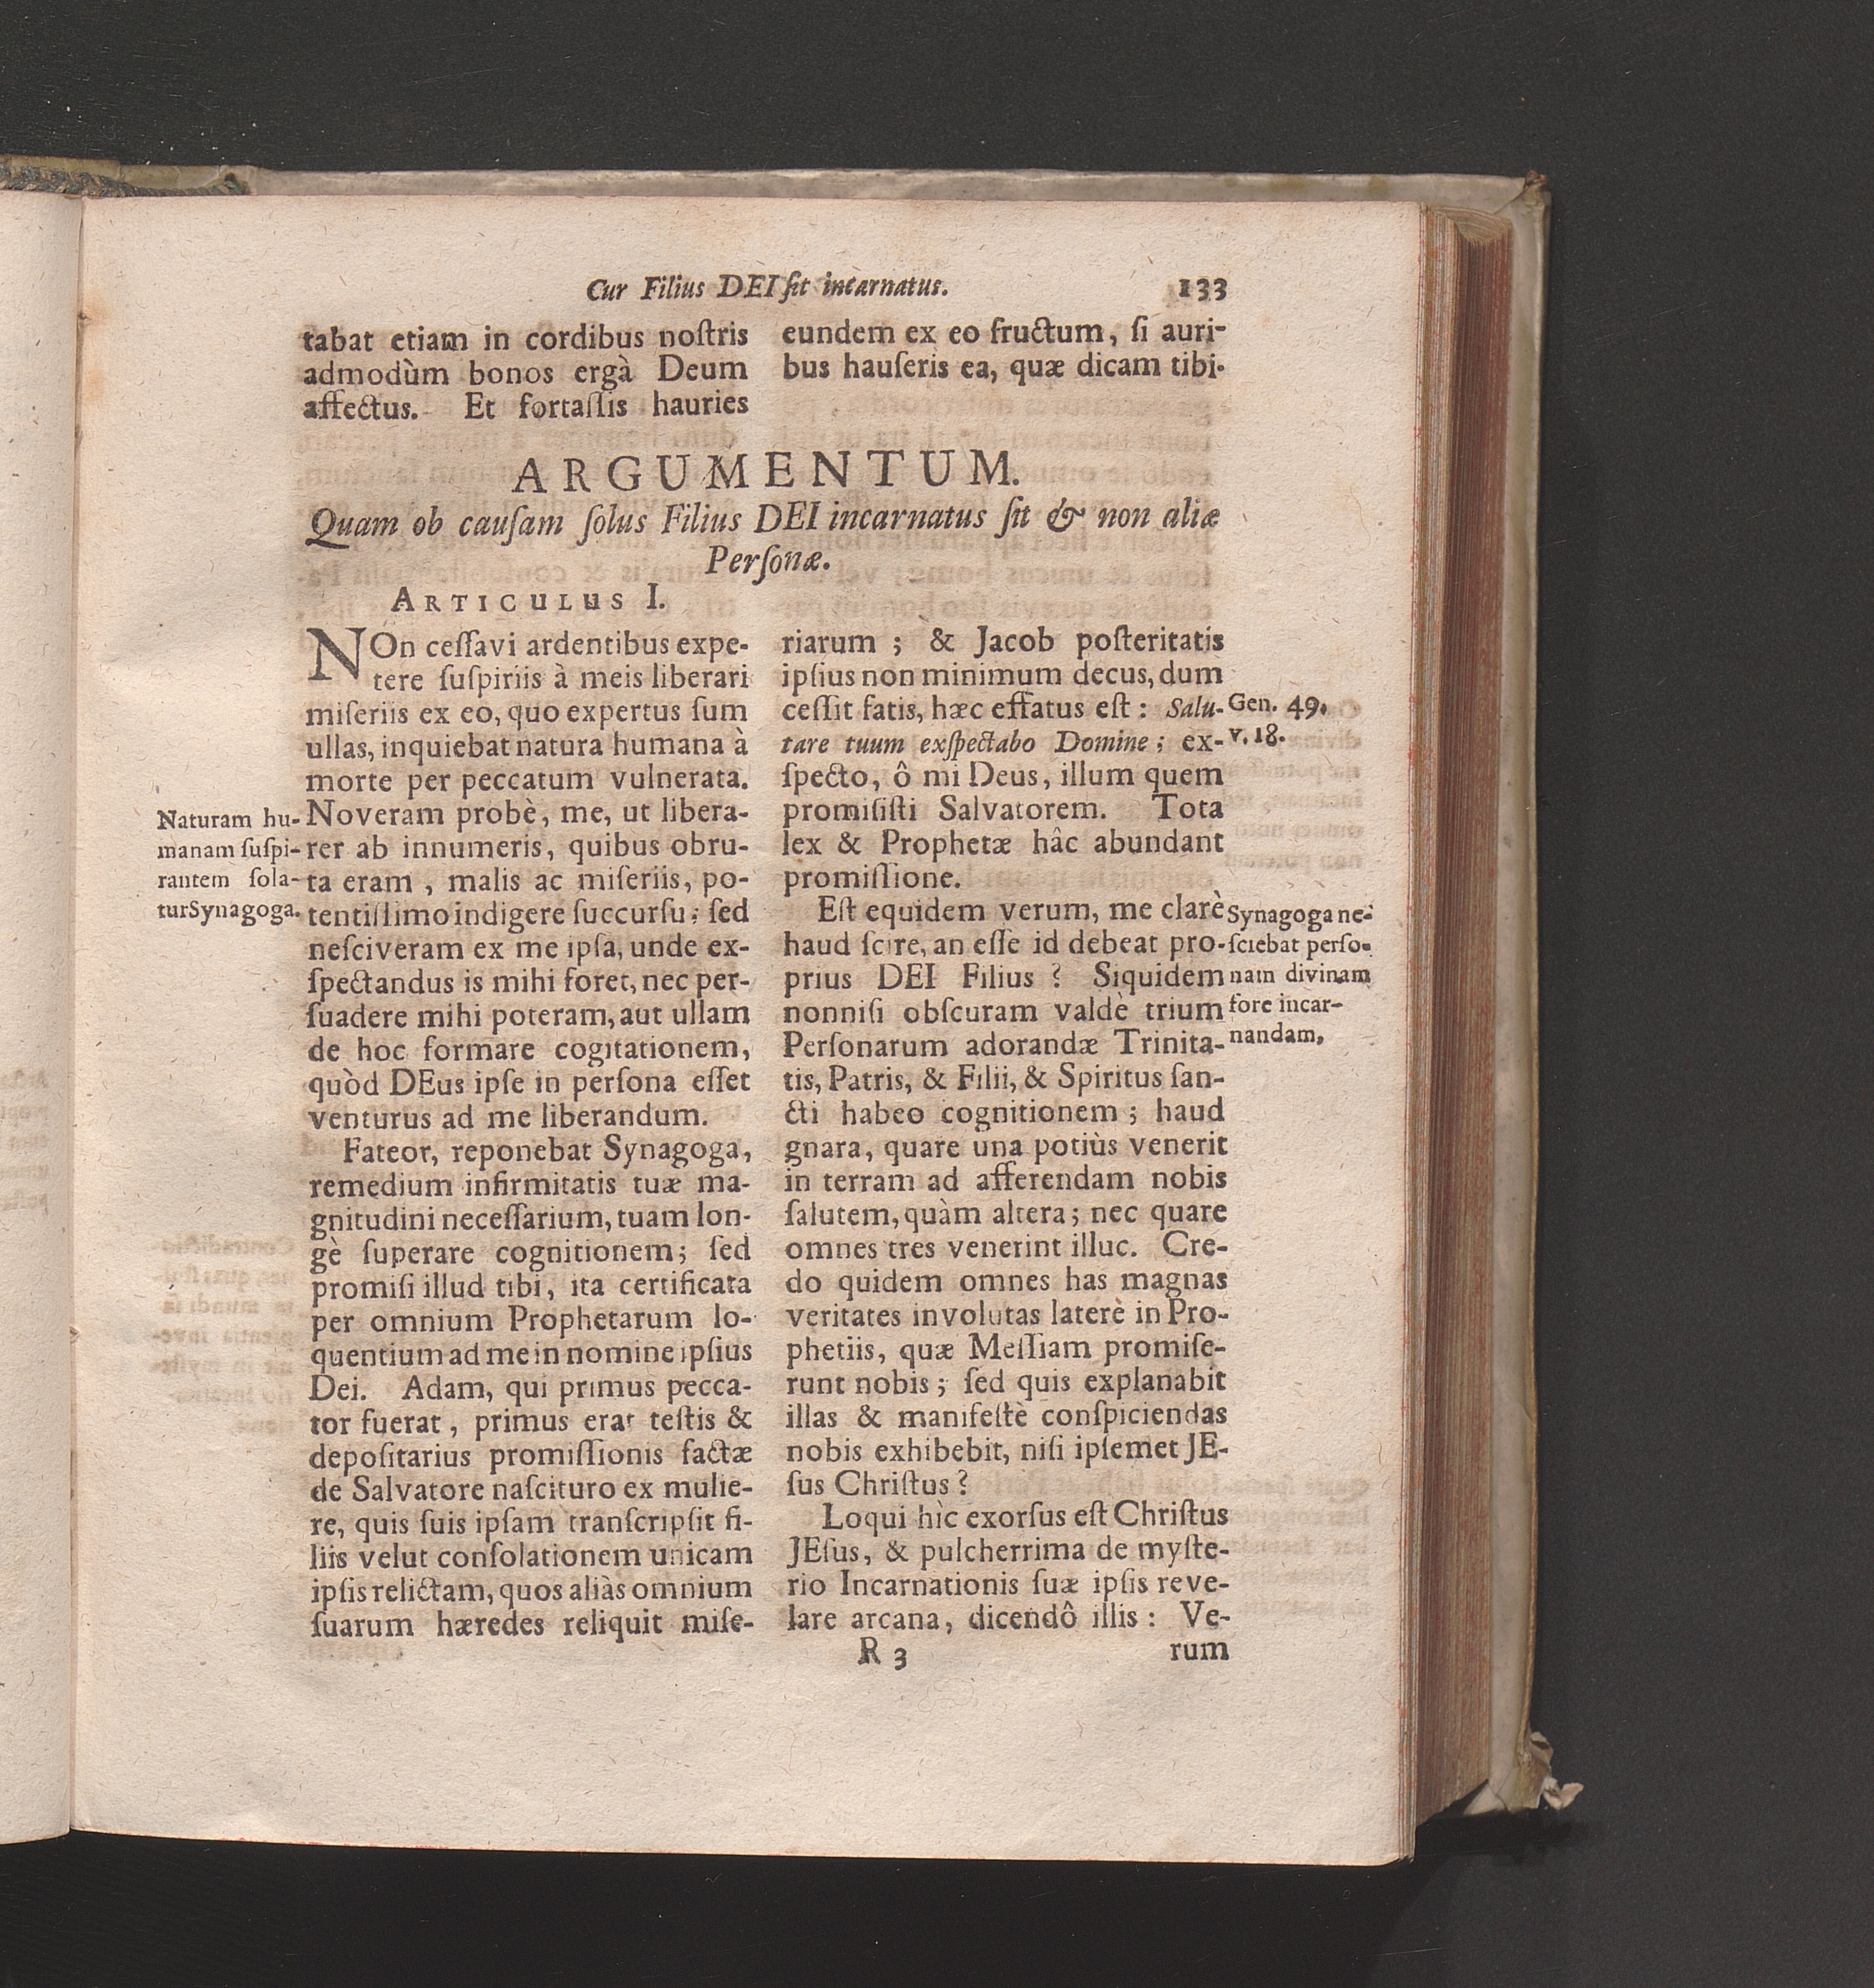 Cur Filius DEI ſit incarnatus.
133
tabat etiam in cordibus noſtris
admodùm bonos ergà Deum
affectus. Et fortaſſis hauries
eundem ex eo fructum, ſi auri-
bus hauſeris ea, quæ dicam tibi.
ARGUMENTUM.
Quam ob cauſam ſolus Filius DEI incarnatus ſit & non aliæ
Perſonæ.
ARTICULUS I.
NOn ceſſavi ardentibus expe-
tere ſuſpiriis à meis liberari
miſeriis ex eo, quo expertus ſum
ullas, inquiebat natura humana à
morte per peccatum vulnerata.
Noveram probè, me, ut libera-
rer ab innumeris, quibus obru-
ta eram, malis ac miſeriis, po-
tentiſſimo indigere ſuccurſu; ſed
neſciveram ex me ipſa, unde ex-
ſpectandus is mihi foret, nec per-
ſuadere mihi poteram, aut ullam
de hoc formare cogitationem,
quòd DEus ipſe in perſona eſſet
venturus ad me liberandum.
Fateor, reponebat Synagoga,
remedium infirmitatis tuæ ma-
gnitudini neceſſarium, tuam lon-
gè ſuperare cognitionem; ſed
promiſi illud tibi, ita certificata
per omnium Prophetarum lo-
quentium ad me in nomine ipſius
Dei. Adam, qui primus pecca-
tor fuerat, primus erat teſtis &
depoſitarius promiſſionis factæ
de Salvatore naſcituro ex mulie-
re, quis ſuis ipſam tranſcripſit fi-
liis velut conſolationem unicam
ipſis relictam, quos aliàs omnium
ſuarum hæredes reliquit miſe-
Naturam hu-
manam ſuſpi-
rantem ſola-
tur Synagoga.
riarum; & Jacob poſteritatis
ipſius non minimum decus, dum
ceſſit fatis, hæc effatus eſt: Salu-
tare tuum exſpectabo Domine; ex-
ſpecto, ô mi Deus, illum quem
promiſiſti Salvatorem. Tota
lex & Prophetæ hâc abundant
promiſſione.
Eſt equidem verum, me clarè
haud ſcire, an eſſe id debeat pro-
prius DEI Filius? Siquidem
nonniſi obſcuram valdè trium
Perſonarum adorandæ Trinita-
tis, Patris, & Filii, & Spiritus ſan-
cti habeo cognitionem; haud
gnara, quare una potiùs venerit
in terram ad afferendam nobis
ſalutem, quàm altera; nec quare
omnes tres venerint illuc. Cre-
do quidem omnes has magnas
veritates involutas laterè in Pro-
phetiis, quæ Meſſiam promiſe-
runt nobis; ſed quis explanabit
illas & manifeſtè conſpiciendas
nobis exhibebit, niſi ipſemet JE-
ſus Chriſtus?
Loqui hìc exorſus eſt Chriſtus
JEſus, & pulcherrima de myſte-
rio Incarnationis ſuæ ipſis reve-
lare arcana, dicendô illis: Ve-
Gen. 49.
v. 18.
Synagoga ne-
ſciebat perſo-
nam divinam
fore incar-
nandam,
R 3
rum